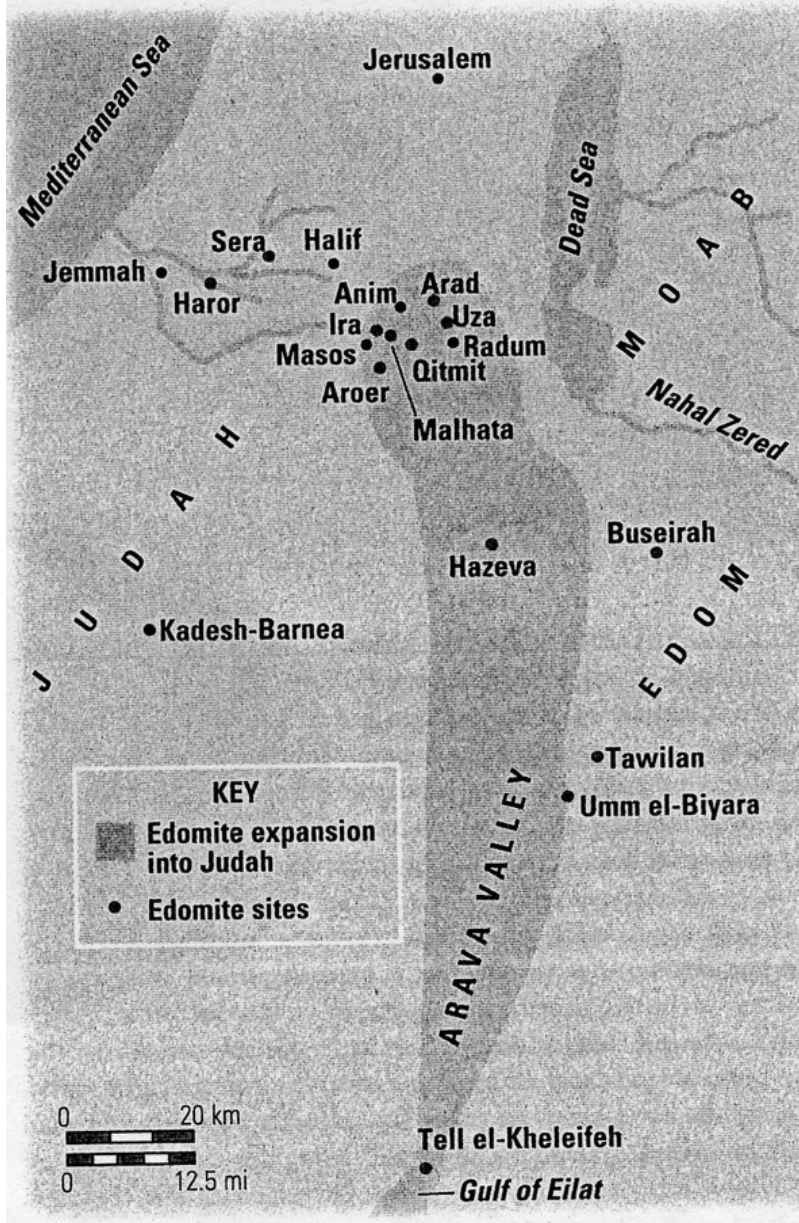 Mediterranean Sea
Jerusalem
Dead Sea
MOAB
Sera
Halif
Jemmah
Haror
Anim
Arad
Ira
Uza
Masos
Radum
Qitmit
Aroer
Malhata
Nahal Zered
JUDAH
Buseirah
Hazeva
EDOM
Kadesh-Barnea
Tawilan
Umm el-Biyara
KEY
Edomite expansion
into Judah
Edomite sites
ARAVA VALLEY
0 20 km
0 12.5 mi
Tell el-Kheleifeh
Gulf of Eilat